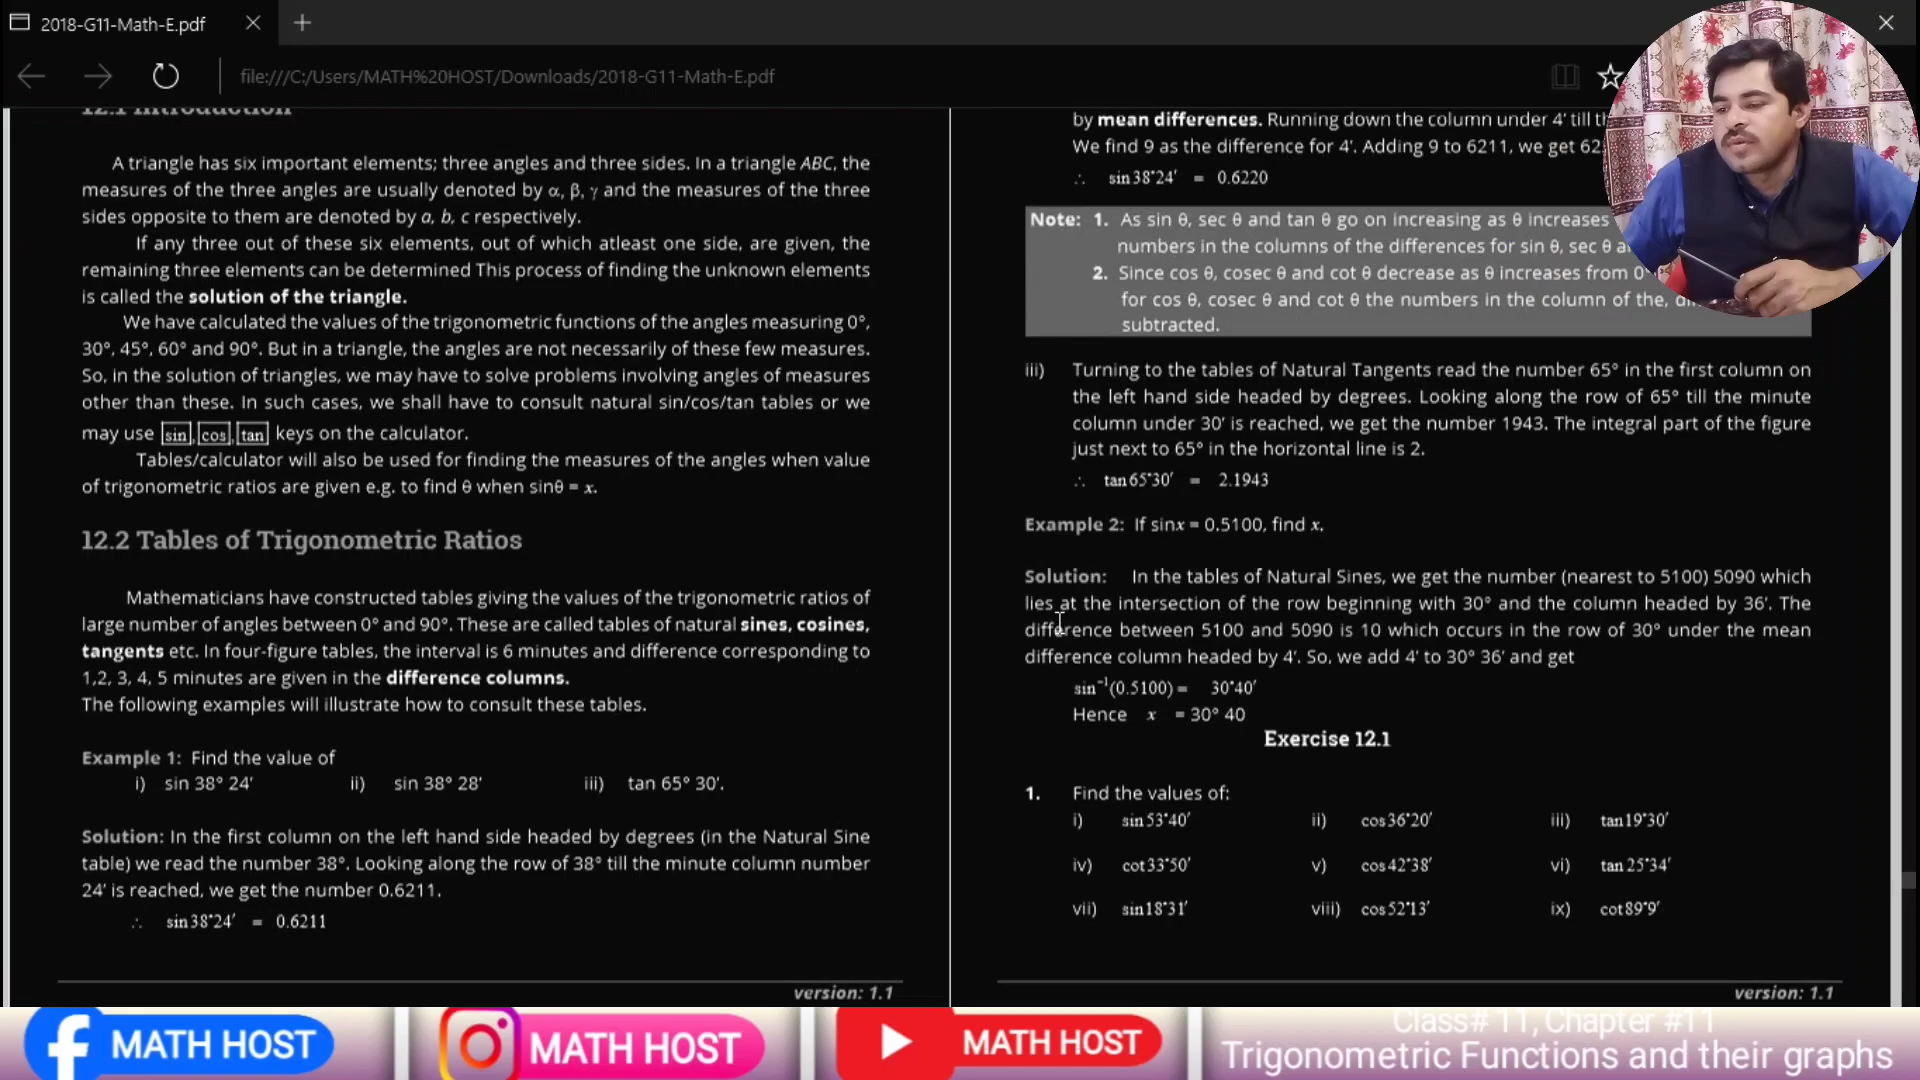 2018-G11-Math-E.pdf
file:///C:/Users/MATH%20HOST/Downloads/2018-G11-Math-E.pdf
12.1 Introduction
A triangle has six important elements; three angles and three sides. In a triangle ABC, the
measures of the three angles are usually denoted by α, β, γ and the measures of the three
sides opposite to them are denoted by a, b, c respectively.
If any three out of these six elements, out of which atleast one side, are given, the
remaining three elements can be determined This process of finding the unknown elements
is called the solution of the triangle.
We have calculated the values of the trigonometric functions of the angles measuring 0°,
30°, 45°, 60° and 90°. But in a triangle, the angles are not necessarily of these few measures.
So, in the solution of triangles, we may have to solve problems involving angles of measures
other than these. In such cases, we shall have to consult natural sin/cos/tan tables or we
may use sin, cos, tan keys on the calculator.
Tables/calculator will also be used for finding the measures of the angles when value
of trigonometric ratios are given e.g. to find θ when sinθ = x.
12.2 Tables of Trigonometric Ratios
Mathematicians have constructed tables giving the values of the trigonometric ratios of
large number of angles between 0° and 90°. These are called tables of natural sines, cosines,
tangents etc. In four-figure tables, the interval is 6 minutes and difference corresponding to
1,2, 3, 4, 5 minutes are given in the difference columns.
The following examples will illustrate how to consult these tables.
Example 1: Find the value of
i) sin 38° 24′ ii) sin 38° 28′ iii) tan 65° 30′.
Solution: In the first column on the left hand side headed by degrees (in the Natural Sine
table) we read the number 38°. Looking along the row of 38° till the minute column number
24′ is reached, we get the number 0.6211.
∴ sin38°24′ = 0.6211
version: 1.1
by mean differences. Running down the column under 4′ till
We find 9 as the difference for 4′. Adding 9 to 6211, we get
∴ sin38°24′ = 0.6220
Note: 1. As sin θ, sec θ and tan θ go on increasing as θ increases
numbers in the columns of the differences for sin θ, sec θ
2. Since cos θ, cosec θ and cot θ decrease as θ increases from 0°
for cos θ, cosec θ and cot θ the numbers in the column of the,
subtracted.
iii) Turning to the tables of Natural Tangents read the number 65° in the first column on
the left hand side headed by degrees. Looking along the row of 65° till the minute
column under 30′ is reached, we get the number 1943. The integral part of the figure
just next to 65° in the horizontal line is 2.
∴ tan65°30′ = 2.1943
Example 2: If sinx = 0.5100, find x.
Solution: In the tables of Natural Sines, we get the number (nearest to 5100) 5090 which
lies at the intersection of the row beginning with 30° and the column headed by 36′. The
difference between 5100 and 5090 is 10 which occurs in the row of 30° under the mean
difference column headed by 4′. So, we add 4′ to 30° 36′ and get
sin⁻¹(0.5100) = 30°40′
Hence x = 30° 40
Exercise 12.1
1. Find the values of:
i) sin53°40′ ii) cos36°20′ iii) tan19°30′
iv) cot33°50′ v) cos42°38′ vi) tan25°34′
vii) sin18°31′ viii) cos52°13′ ix) cot89°9′
version: 1.1
MATH HOST
MATH HOST
MATH HOST
Class# 11, Chapter #11
Trigonometric Functions and their graphs